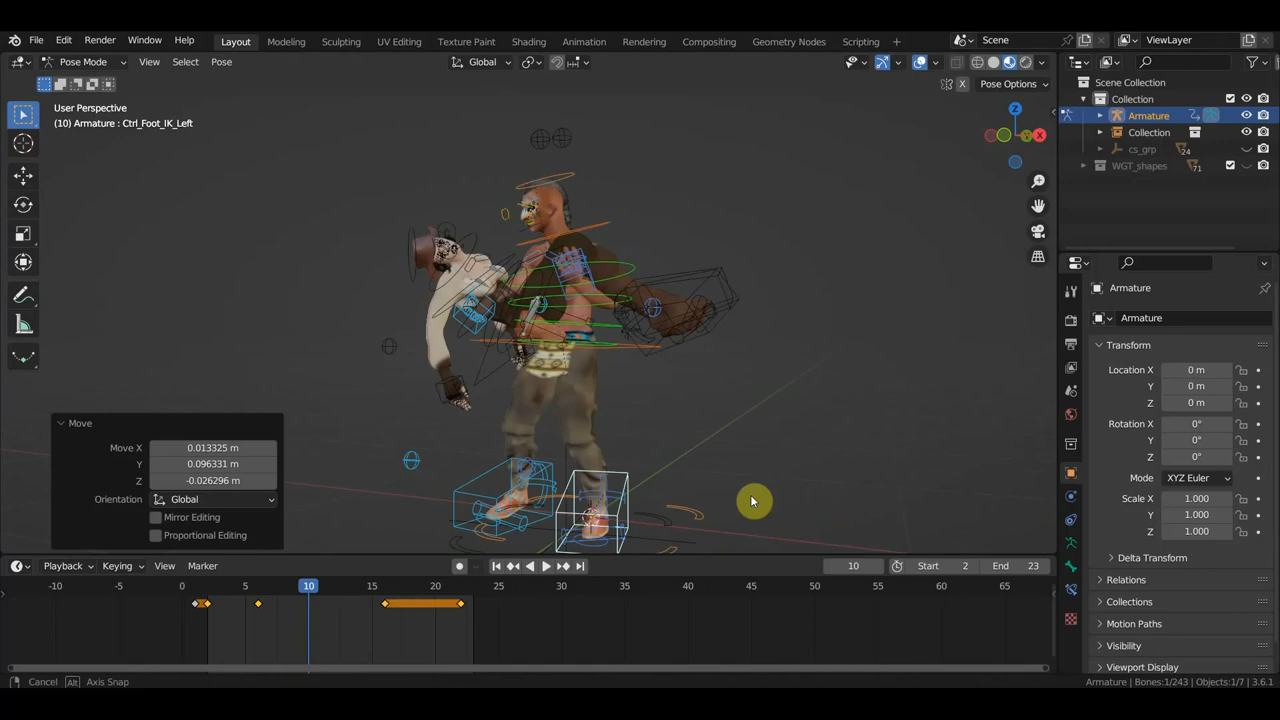 File Edit Render Window Help Layout Modeling Sculpting UV Editing Texture Paint Shading Animation Rendering Compositing Geometry Nodes Scripting + Scene ViewLayer
Pose Mode View Select Pose Global
X Pose Options
User Perspective
(10) Armature : Ctrl_Foot_IK_Left
Z
X
Y
Scene Collection
Collection
Armature
Collection
cs_grp 24
WGT_shapes 71
Armature
Armature
Transform
Location X 0 m
Y 0 m
Z 0 m
Rotation X 0°
Y 0°
Z 0°
Mode XYZ Euler
Scale X 1.000
Y 1.000
Z 1.000
Delta Transform
Relations
Collections
Motion Paths
Visibility
Viewport Display
Move
Move X 0.013325 m
Y 0.096331 m
Z -0.026296 m
Orientation Global
Mirror Editing
Proportional Editing
Playback Keying View Marker 10 Start 2 End 23
-10 -5 0 5 10 15 20 25 30 35 40 45 50 55 60 65
Cancel Alt Axis Snap Armature | Bones:1/243 | Objects:1/7 | 3.6.1